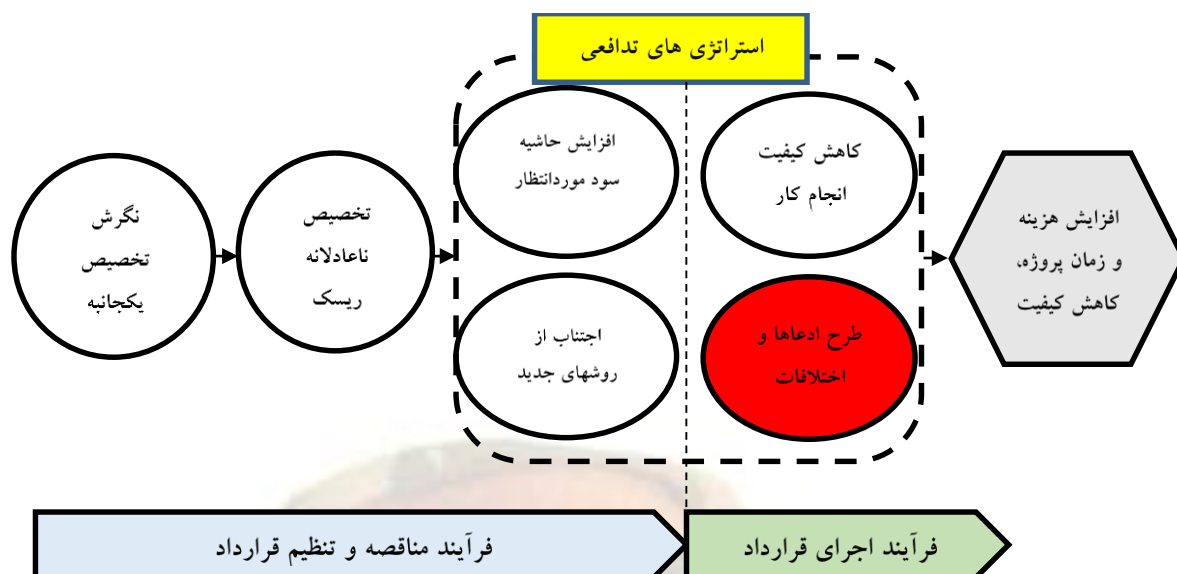 استراتژی های تدافعی
نگرش
تخصیص
یکجانبه
تخصیص
ناعادلانه
ریسک
افزایش حاشیه
سود موردانتظار
اجتناب از
روشهای جدید
کاهش کیفیت
انجام کار
طرح ادعاها و
اختلافات
افزایش هزینه
و زمان پروژه،
کاهش کیفیت
فرآیند مناقصه و تنظیم قرارداد
فرآیند اجرای قرارداد